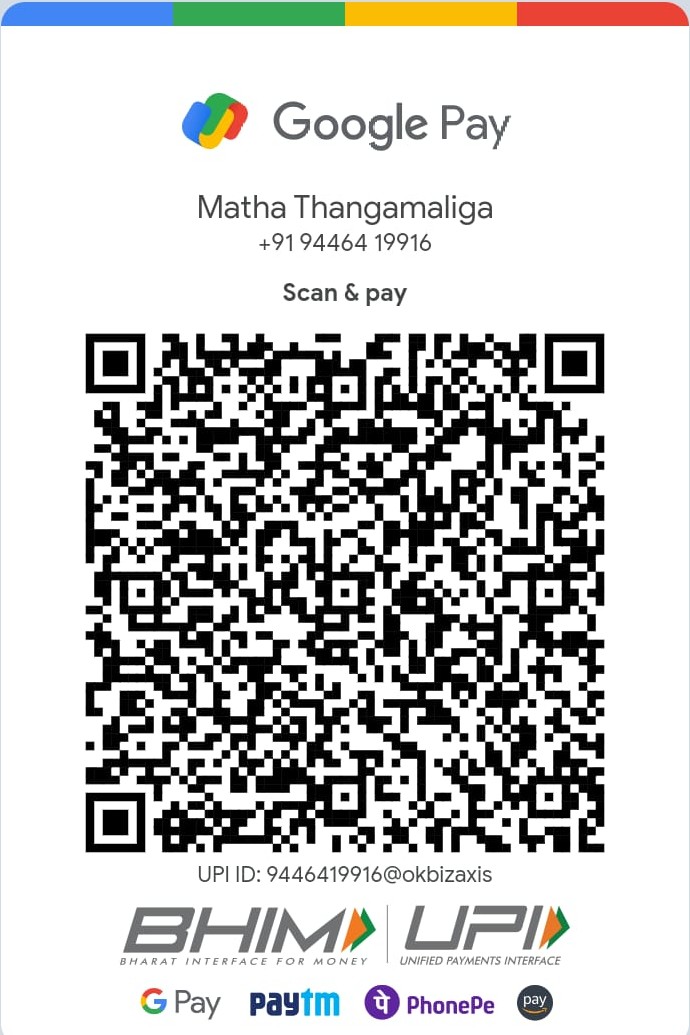 Google Pay
Matha Thangamaliga
+91 94464 19916
Scan & pay
UPI ID: 9446419916@okbizaxis
BHIM UPI
BHARAT INTERFACE FOR MONEY UNIFIED PAYMENTS INTERFACE
G Pay paytm पे PhonePe pay